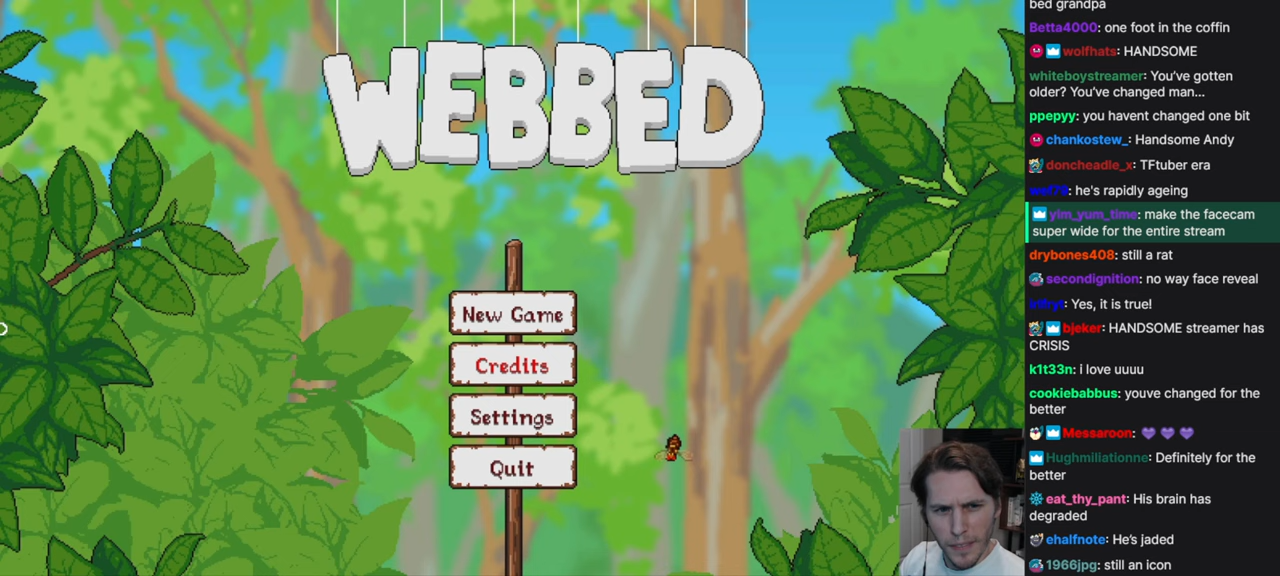 WEBBED
New Game
Credits
Settings
Quit
bed grandpa
Betta4000: one foot in the coffin
wolfhats: HANDSOME
whiteboystreamer: You've gotten
older? You've changed man...
ppepyy: you havent changed one bit
chankostew_: Handsome Andy
doncheadle_x: TFtuber era
: he's rapidly ageing
yim_yum_time: make the facecam
super wide for the entire stream
drybones408: still a rat
secondignition: no way face reveal
: Yes, it is true!
bjeker: HANDSOME streamer has
CRISIS
k1t33n: i love uuuu
cookiebabbus: youve changed for the
better
Messaroon: 💜 💜 💜
Hughmiliationne: Definitely for the
better
eat_thy_pant: His brain has
degraded
ehalfnote: He's jaded
1966jpg: still an icon